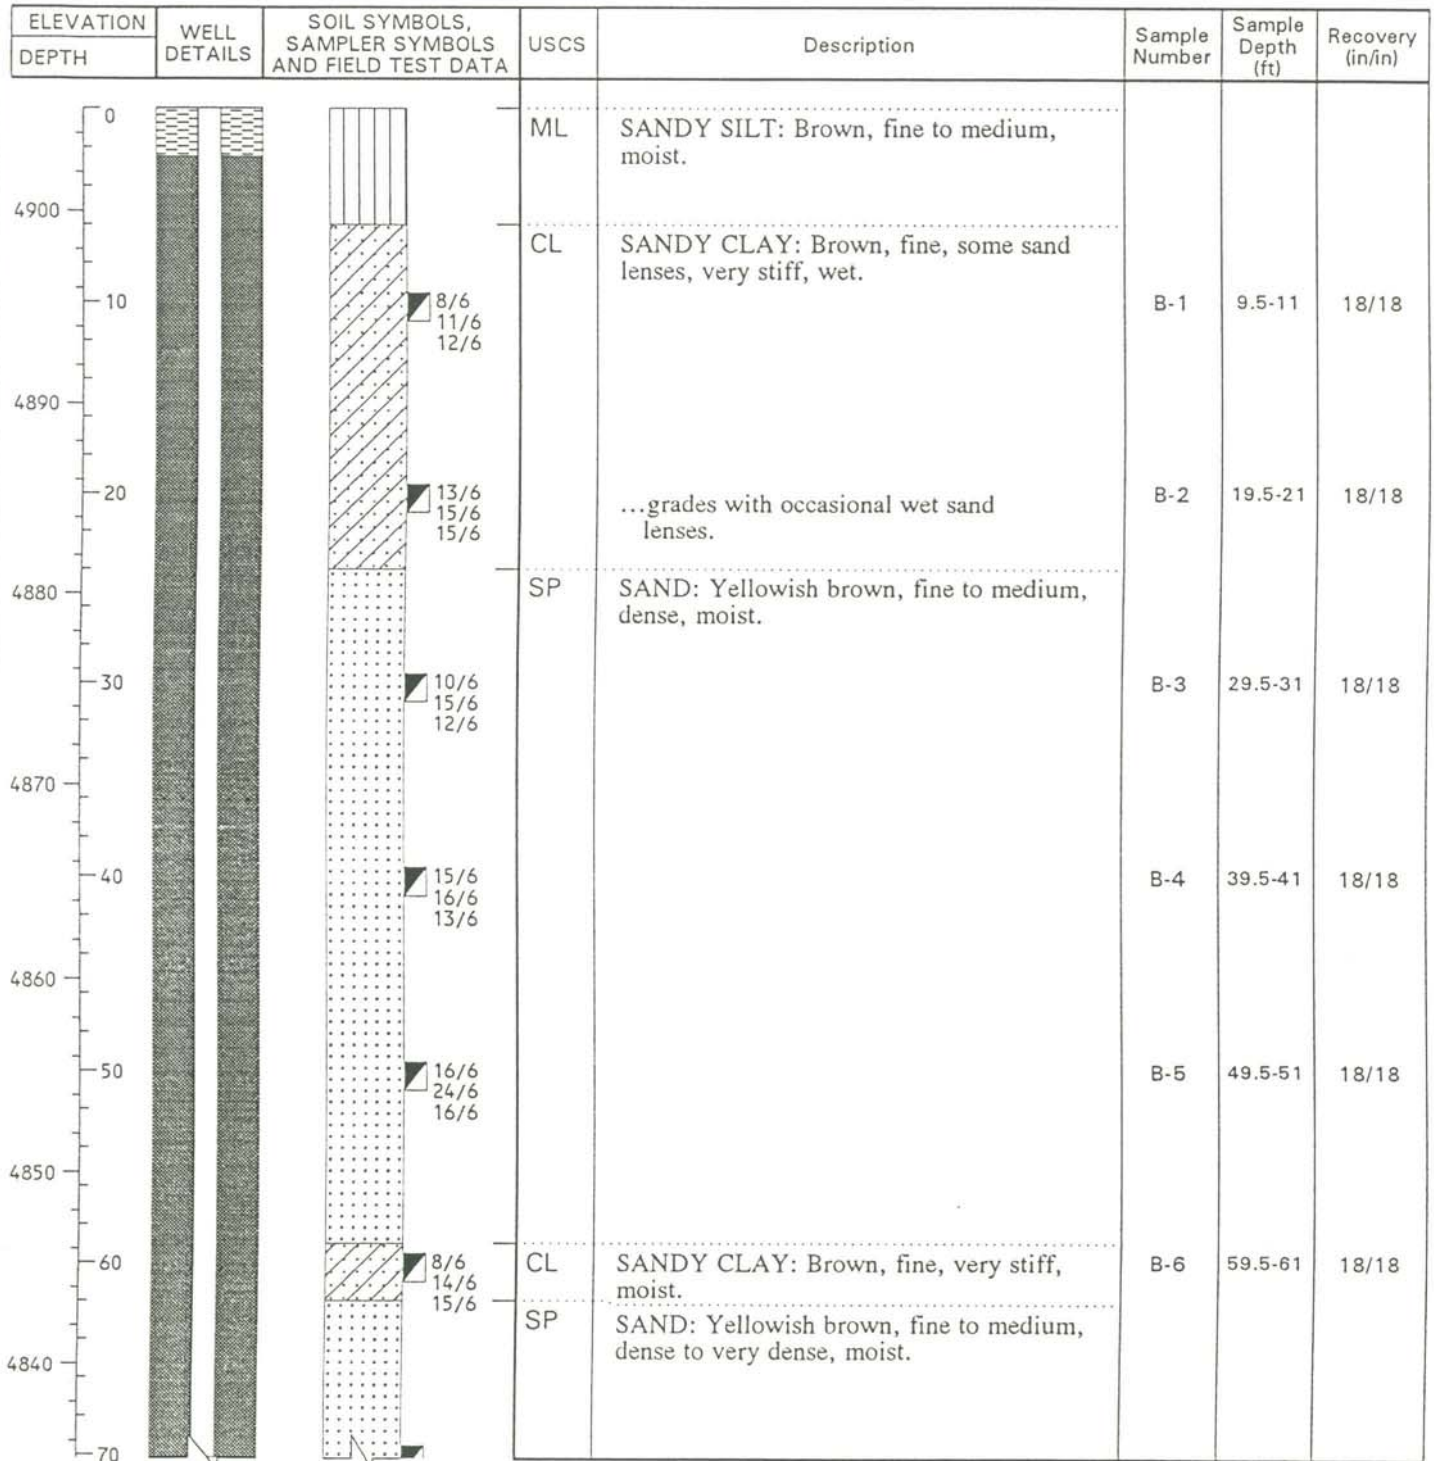 ELEVATION
DEPTH
WELL
DETAILS
SOIL SYMBOLS,
SAMPLER SYMBOLS
AND FIELD TEST DATA
USCS
Description
Sample
Number
Sample
Depth
(ft)
Recovery
(in/in)
0
ML
SANDY SILT: Brown, fine to medium,
moist.
4900
CL
SANDY CLAY: Brown, fine, some sand
lenses, very stiff, wet.
10
8/6
11/6
12/6
B-1
9.5-11
18/18
4890
20
13/6
15/6
15/6
...grades with occasional wet sand
lenses.
B-2
19.5-21
18/18
4880
SP
SAND: Yellowish brown, fine to medium,
dense, moist.
30
10/6
15/6
12/6
B-3
29.5-31
18/18
4870
40
15/6
16/6
13/6
B-4
39.5-41
18/18
4860
50
16/6
24/6
16/6
B-5
49.5-51
18/18
4850
60
8/6
14/6
15/6
CL
SANDY CLAY: Brown, fine, very stiff,
moist.
B-6
59.5-61
18/18
SP
SAND: Yellowish brown, fine to medium,
dense to very dense, moist.
4840
70